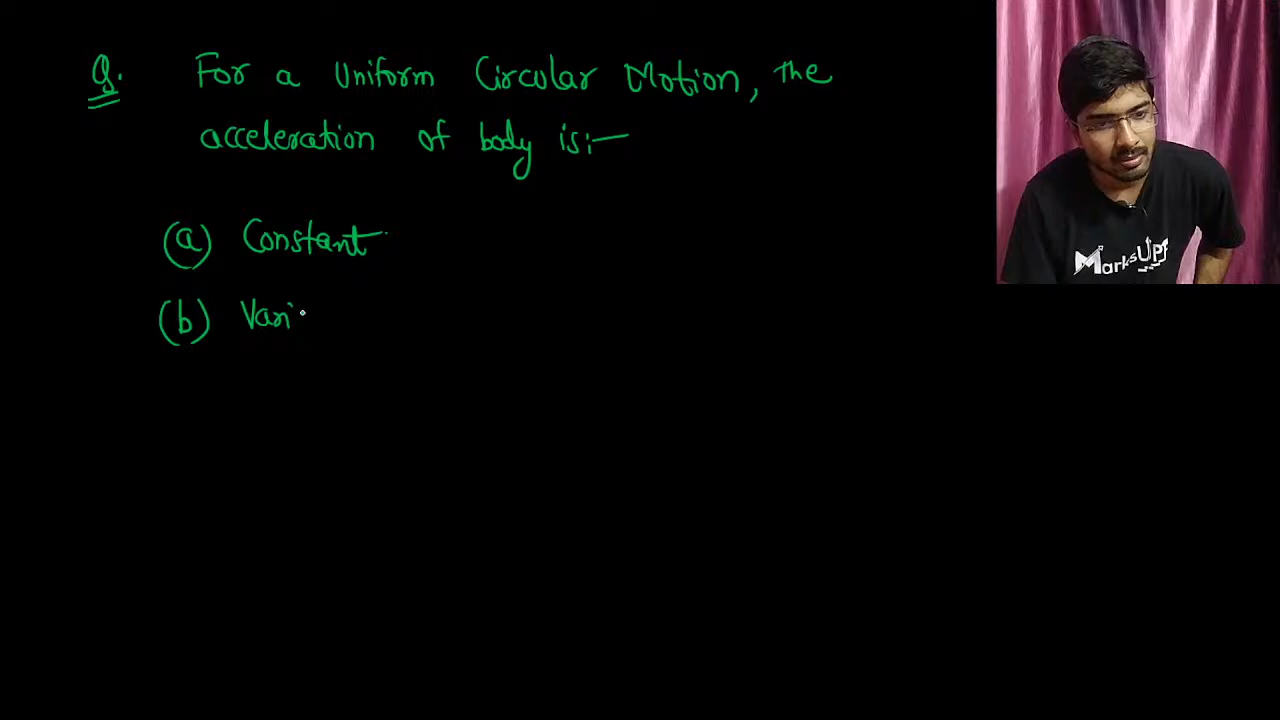 Q. For a Uniform Circular Motion, the
acceleration of body is:-
(a) Constant
(b) Vari
MarksUp